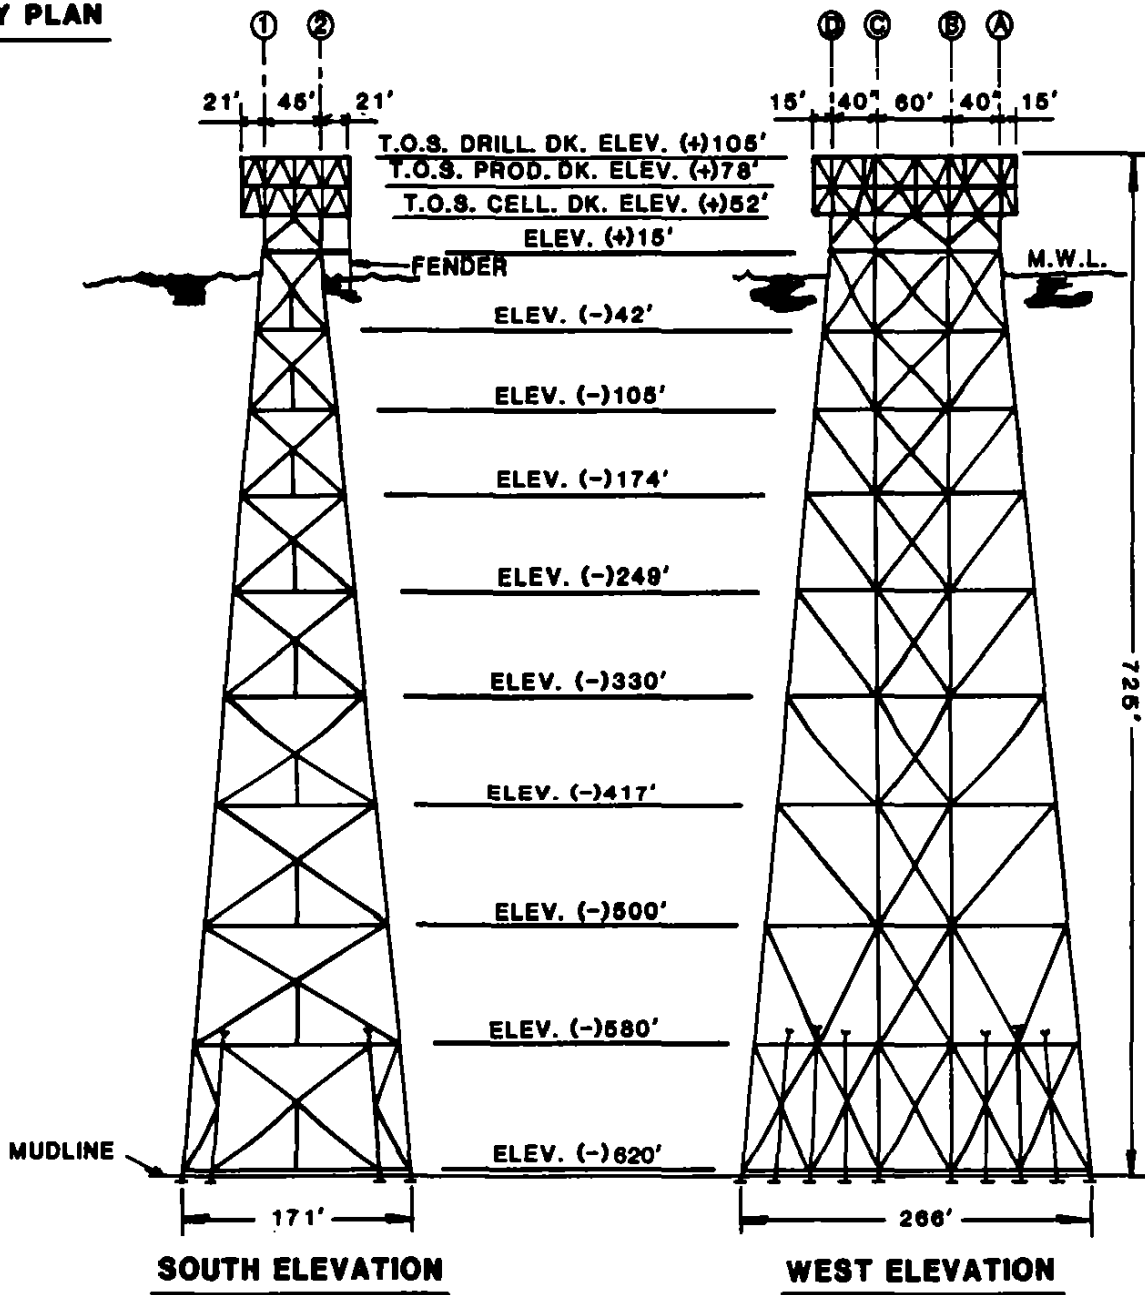 Y PLAN
1 2 D C B A
21' 45' 21' 15' 40" 60' 40" 15'
T.O.S. DRILL. DK. ELEV. (+)105'
T.O.S. PROD. DK. ELEV. (+)78'
T.O.S. CELL. DK. ELEV. (+)52'
ELEV. (+)15'
FENDER
M.W.L.
ELEV. (-)42'
ELEV. (-)105'
ELEV. (-)174'
ELEV. (-)249'
ELEV. (-)330'
725'
ELEV. (-)417'
ELEV. (-)500'
ELEV. (-)580'
MUDLINE
ELEV. (-)620'
171' 266'
SOUTH ELEVATION WEST ELEVATION